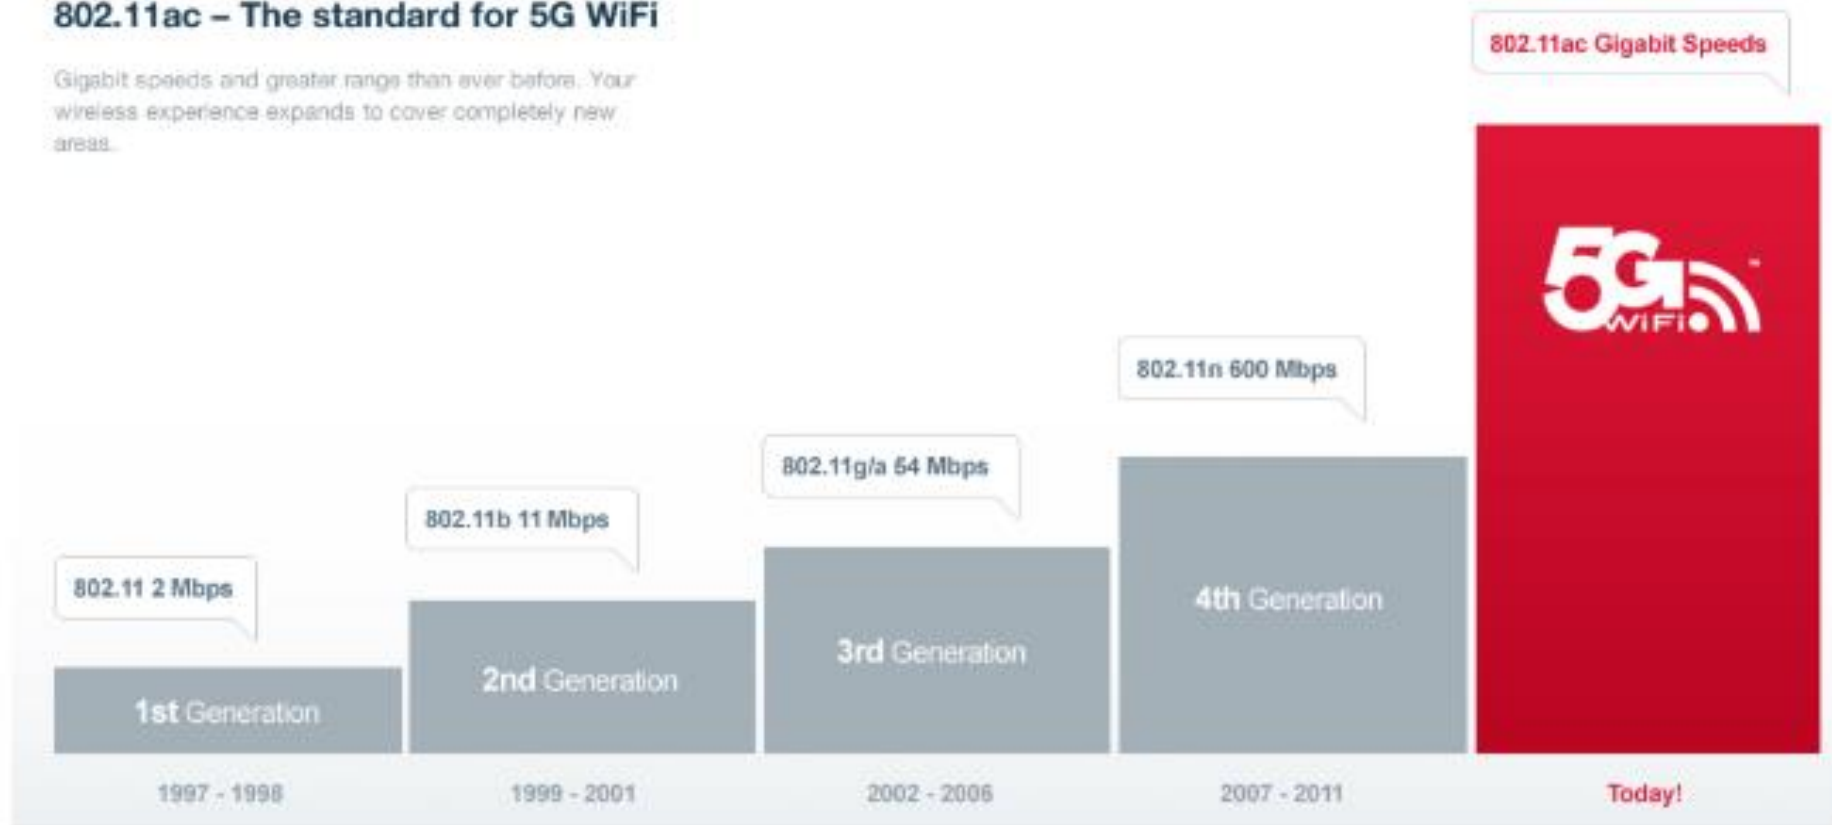 802.11ac – The standard for 5G WiFi
Gigabit speeds and greater range than ever before. Your
wireless experience expands to cover completely new
areas.
802.11ac Gigabit Speeds
5G
WiFi
™
802.11n 600 Mbps
802.11g/a 54 Mbps
802.11b 11 Mbps
802.11 2 Mbps
1st Generation
2nd Generation
3rd Generation
4th Generation
1997 - 1998
1999 - 2001
2002 - 2006
2007 - 2011
Today!